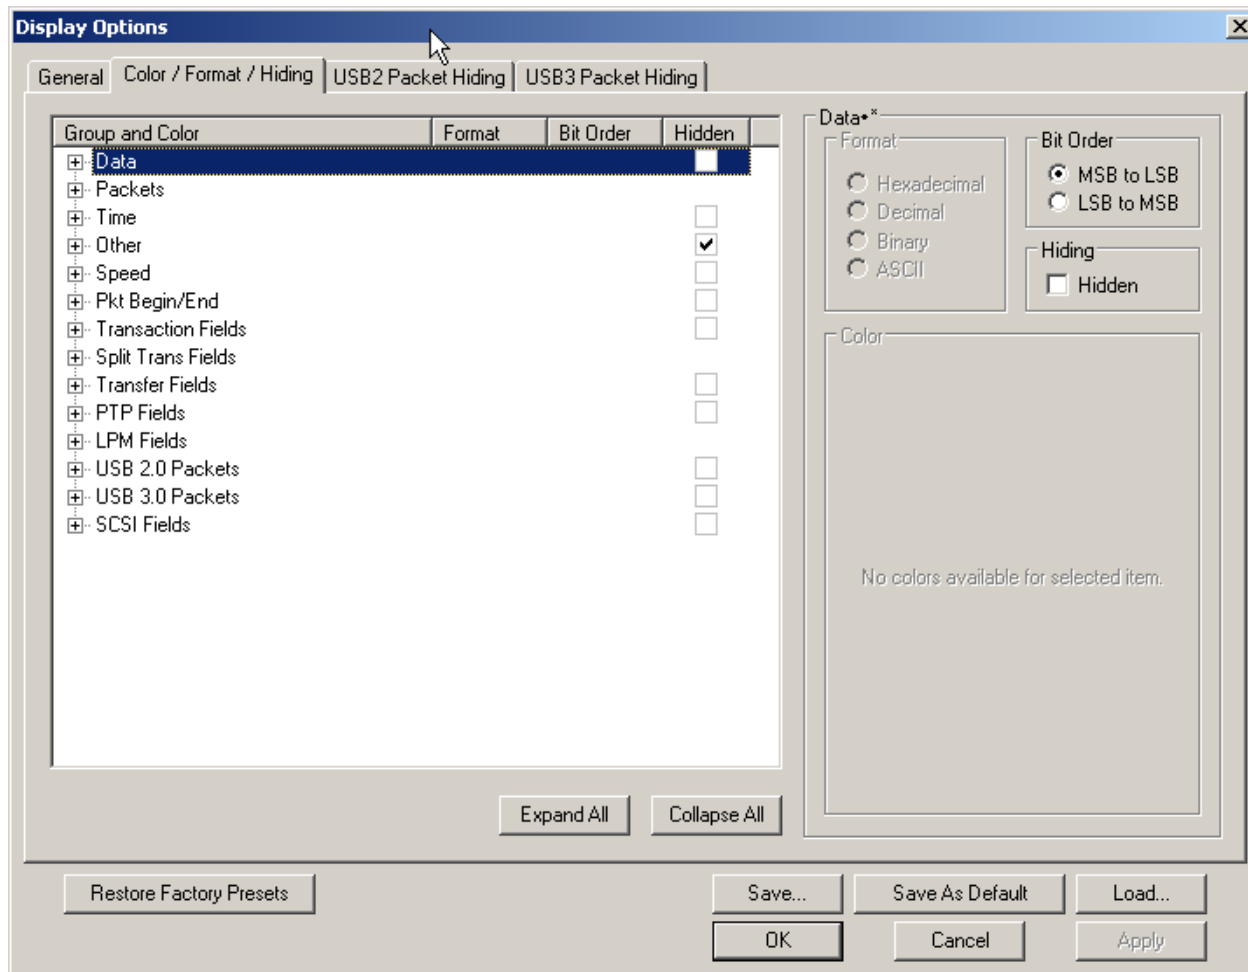 Display Options
General Color / Format / Hiding USB2 Packet Hiding USB3 Packet Hiding
Group and Color Format Bit Order Hidden
Data
Packets
Time
Other
Speed
Pkt Begin/End
Transaction Fields
Split Trans Fields
Transfer Fields
PTP Fields
LPM Fields
USB 2.0 Packets
USB 3.0 Packets
SCSI Fields
Expand All Collapse All
Data•*
Format
Hexadecimal
Decimal
Binary
ASCII
Bit Order
MSB to LSB
LSB to MSB
Hiding
Hidden
Color
No colors available for selected item.
Restore Factory Presets Save... Save As Default Load...
OK Cancel Apply